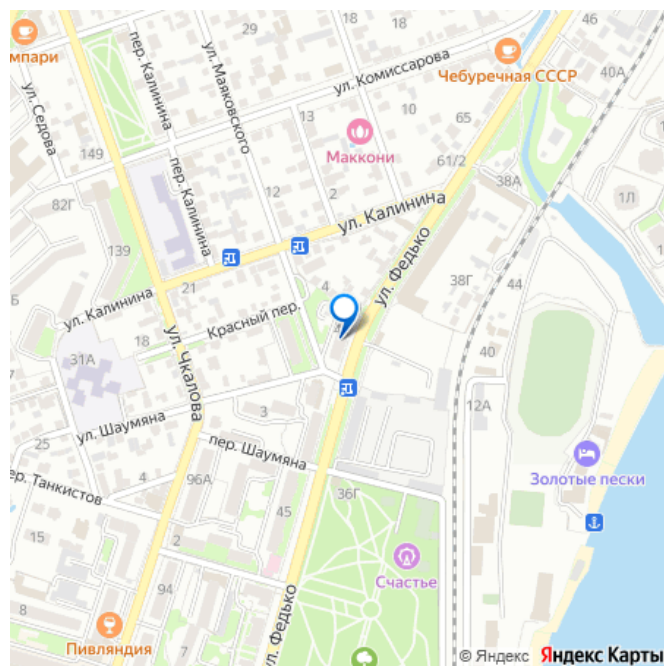 18
18
46
мпари
29
пер. Калинина
ул. Маяковского
ул. Комиссарова
Чебуречная СССР
40А
ул. Седова
149
13
10
65
Маккони
61/2
пер. Калинина
12
2
38А
1Л
82Г
139
ул. Калинина
ул. Федько
38Г
44
21
4
ул. Калинина
Красный пер.
18
31А
ул. Чкалова
40
12А
25
ул. Шаумяна
3
пер. Шаумяна
Золотые пески
4
96А
ер. Танкистов
36Г
45
15
2
Счастье
94
8
Пивляндия
ул. Федько
© Яндекс Яндекс Карты